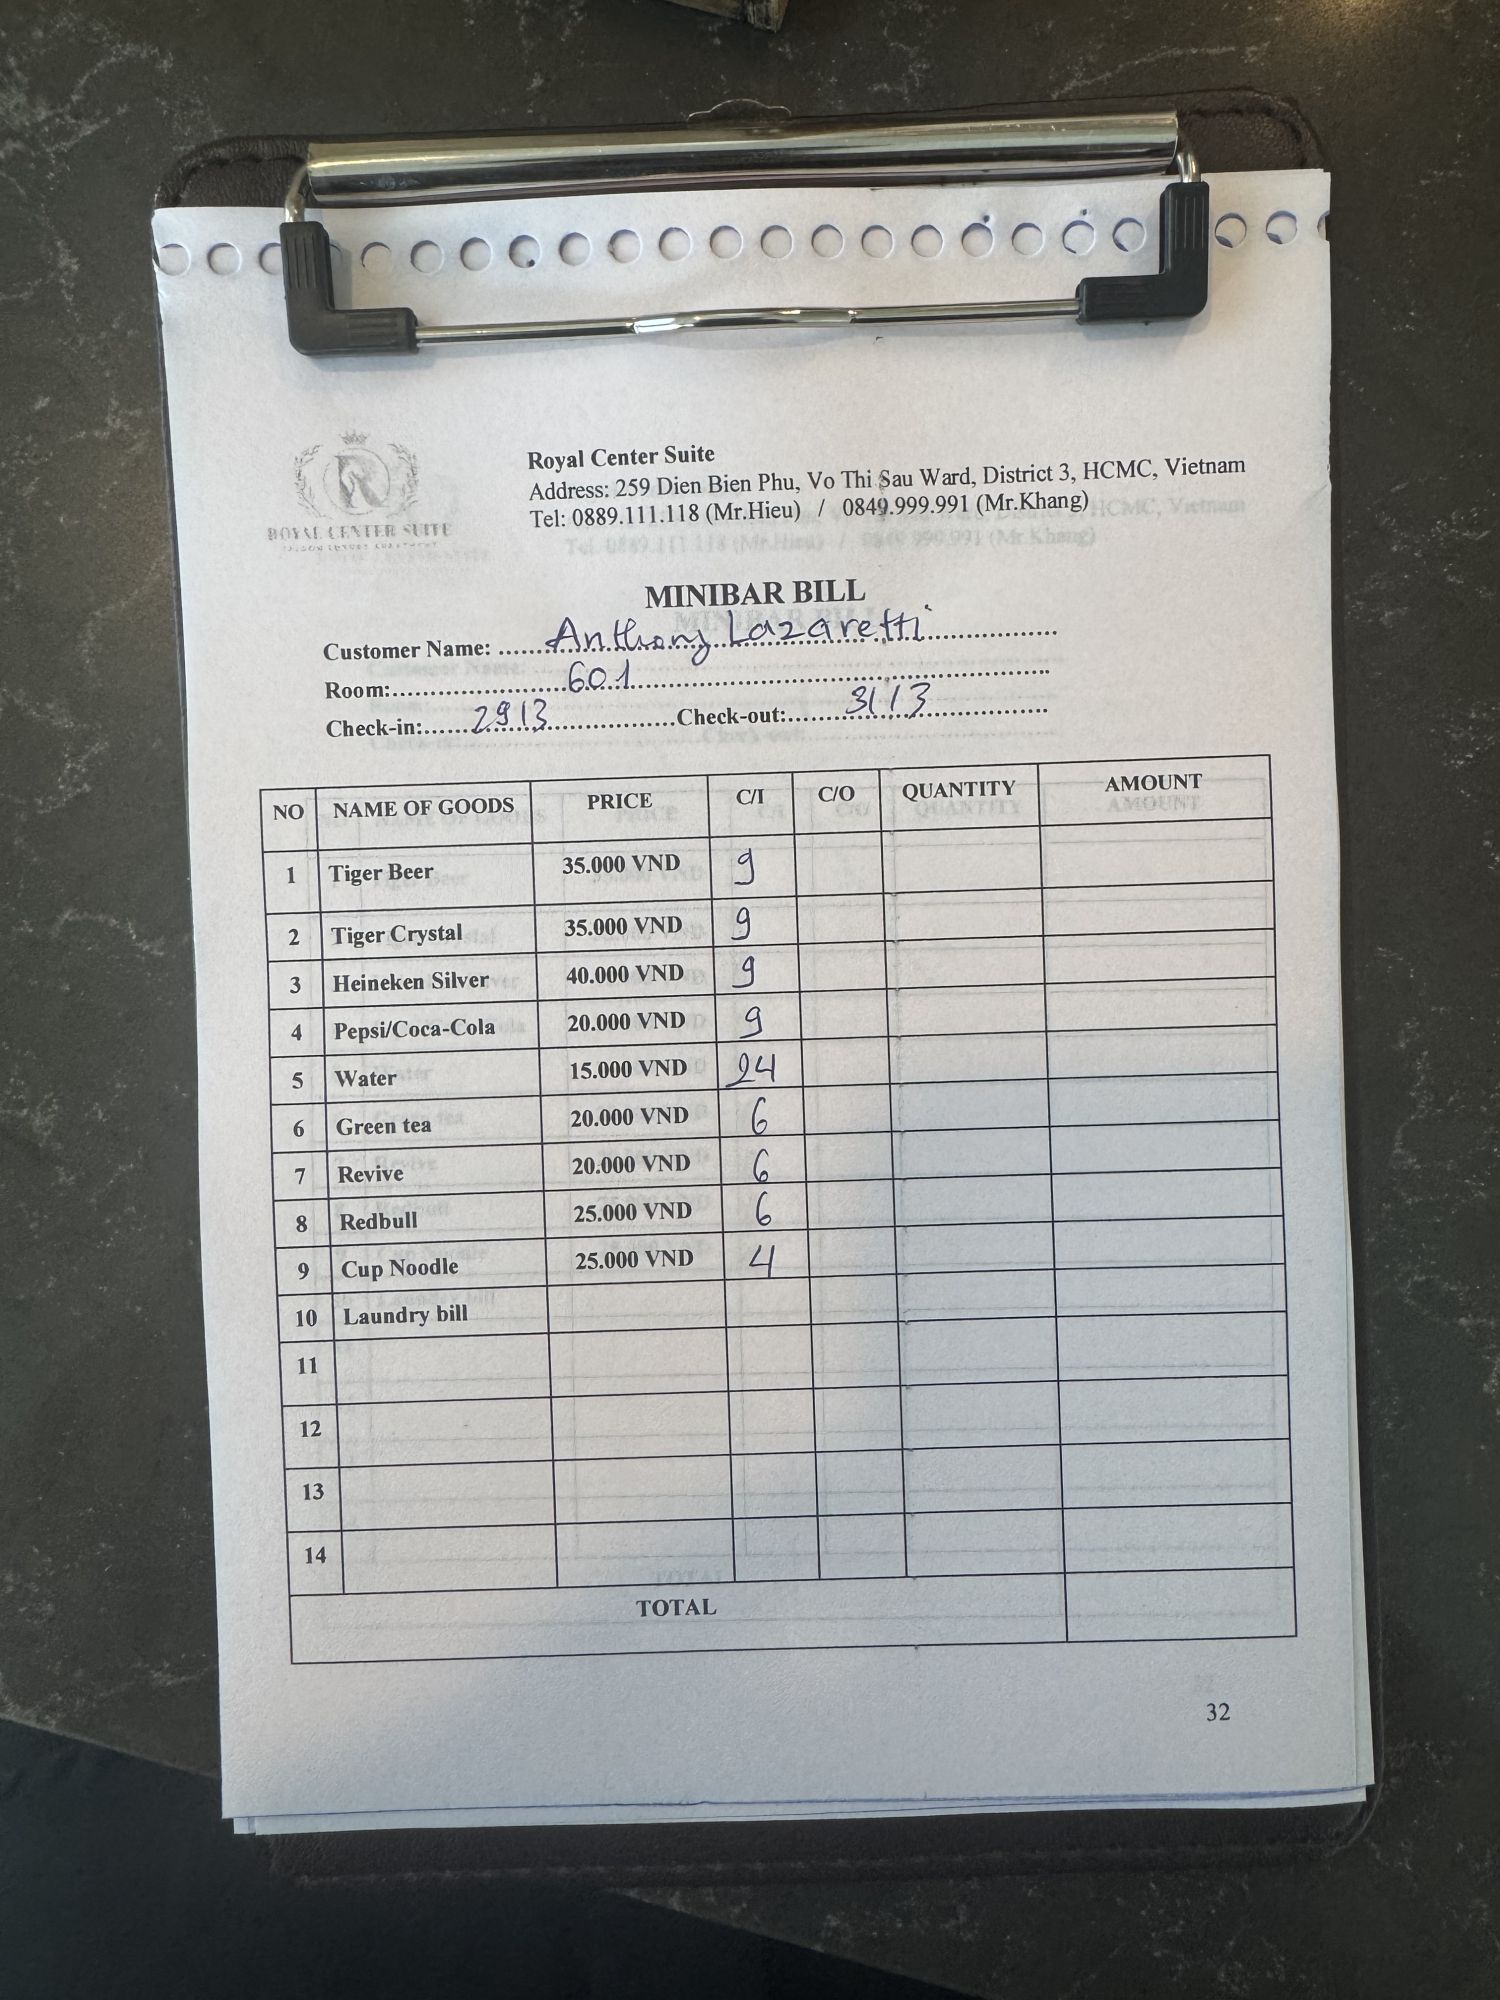 ROYAL CENTER SUITE
Royal Center Suite
Address: 259 Dien Bien Phu, Vo Thi Sau Ward, District 3, HCMC, Vietnam
Tel: 0889.111.118 (Mr.Hieu) / 0849.999.991 (Mr.Khang)
MINIBAR BILL
Customer Name: Anthony Lazaretti
Room: 601
Check-in: 29/3 Check-out: 31/3
NO NAME OF GOODS PRICE C/I C/O QUANTITY AMOUNT
1 Tiger Beer 35.000 VND 9
2 Tiger Crystal 35.000 VND 9
3 Heineken Silver 40.000 VND 9
4 Pepsi/Coca-Cola 20.000 VND 9
5 Water 15.000 VND 24
6 Green tea 20.000 VND 6
7 Revive 20.000 VND 6
8 Redbull 25.000 VND 6
9 Cup Noodle 25.000 VND 4
10 Laundry bill
11
12
13
14
TOTAL
32